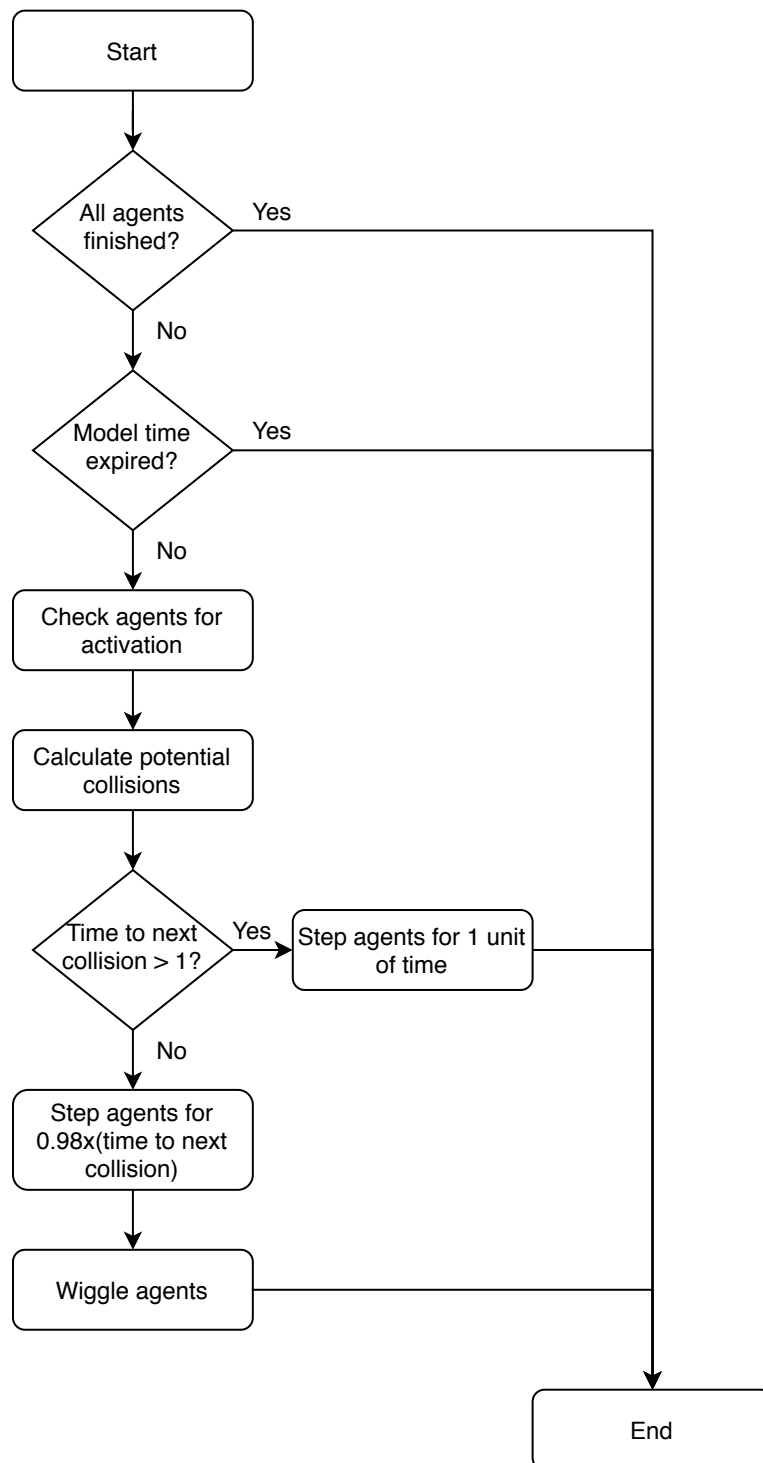 Start
All agents
finished?
Yes
No
Model time
expired?
Yes
No
Check agents for
activation
Calculate potential
collisions
Time to next
collision > 1?
Yes
Step agents for 1 unit
of time
No
Step agents for
0.98x(time to next
collision)
Wiggle agents
End